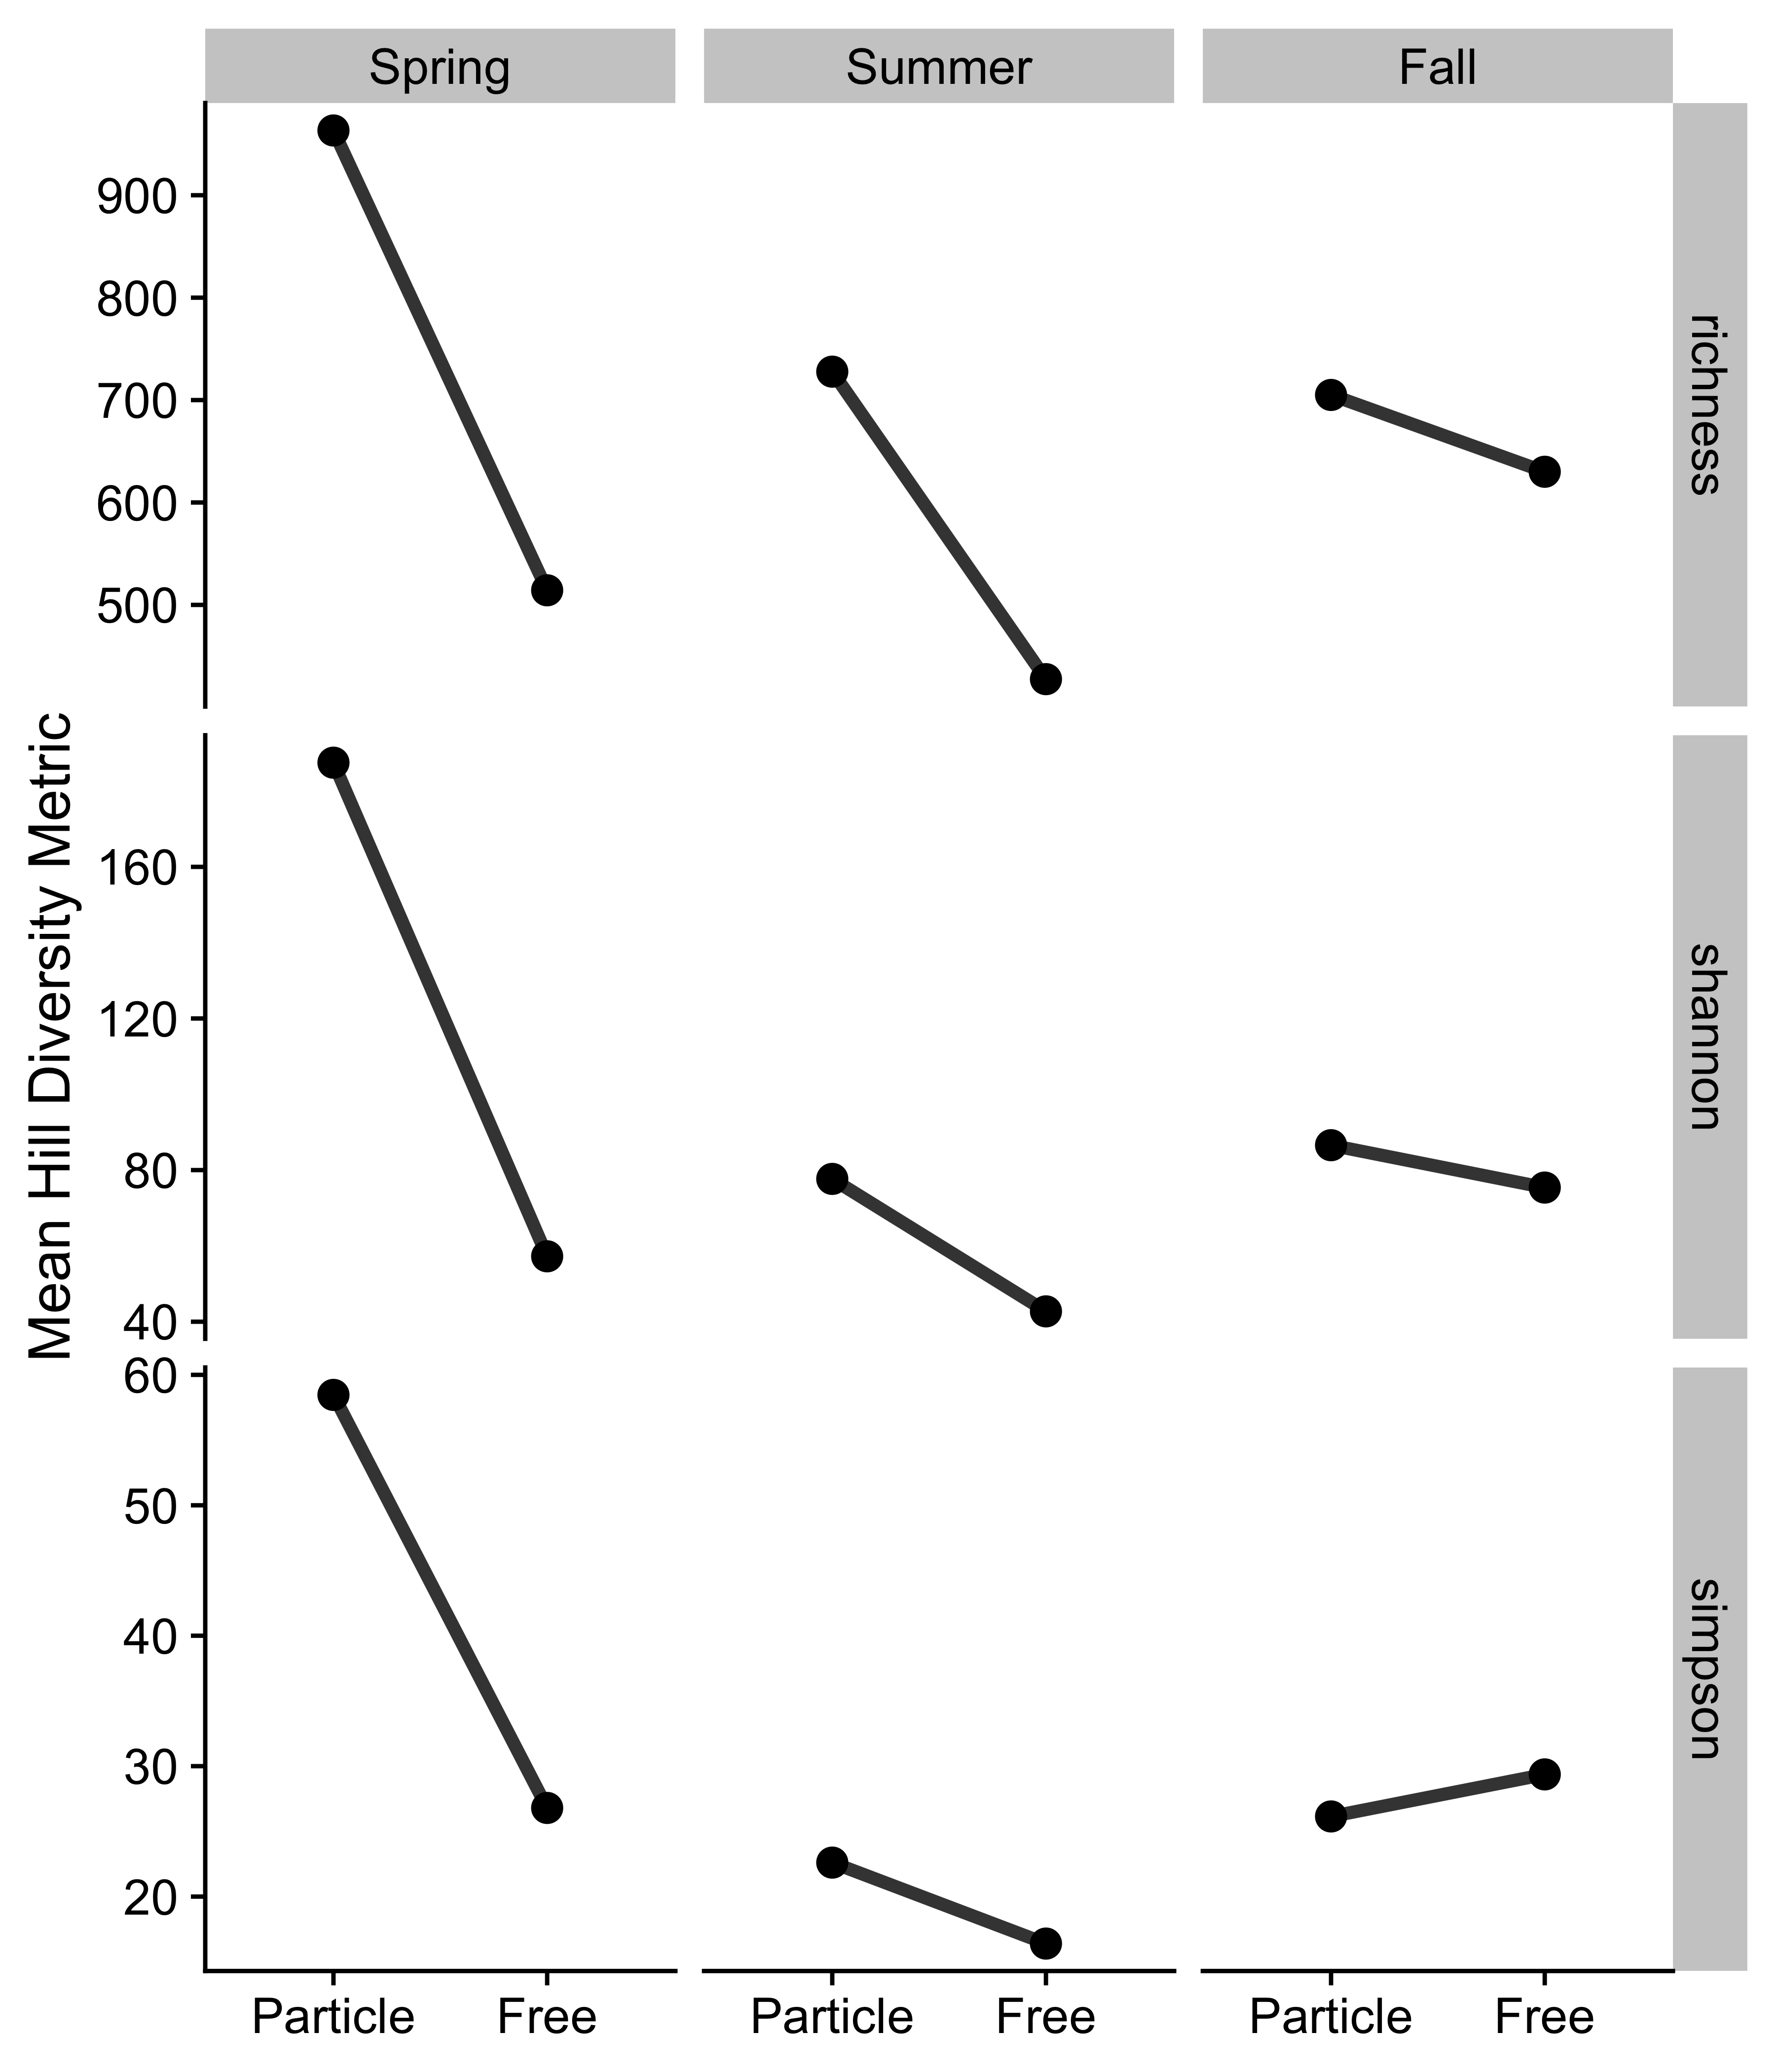 Spring Summer Fall
Mean Hill Diversity Metric
900
800
700
600
500
richness
160
120
80
40
shannon
60
50
40
30
20
simpson
Particle Free Particle Free Particle Free